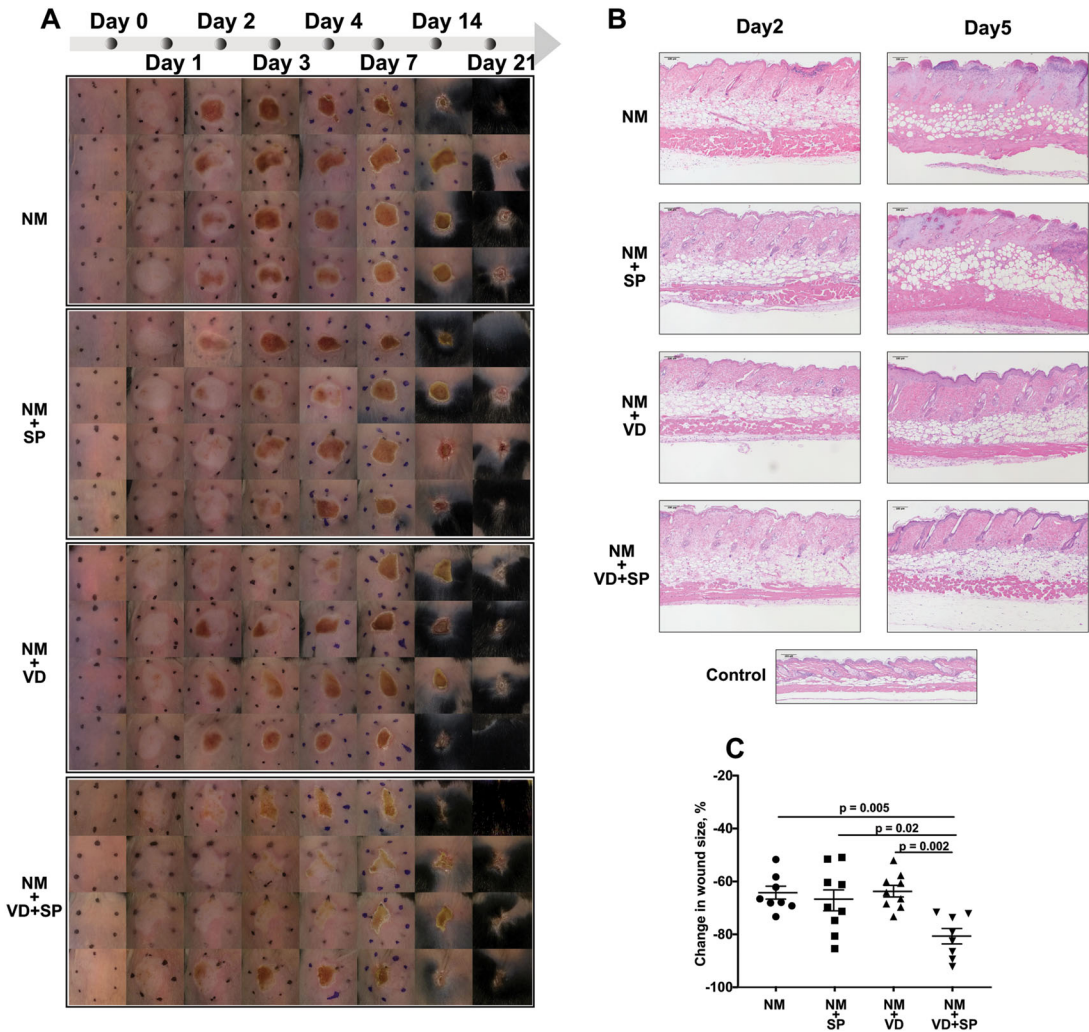 A
Day 0
Day 2
Day 4
Day 14
Day 1
Day 3
Day 7
Day 21
NM
NM
+
SP
NM
+
VD
NM
+
VD+SP
B
Day2
Day5
NM
NM
+
SP
NM
+
VD
NM
+
VD+SP
Control
C
Change in wound size, %
-20
-40
-60
-80
-100
p = 0.005
p = 0.02
p = 0.002
NM
NM
+
SP
NM
+
VD
NM
+
VD+SP